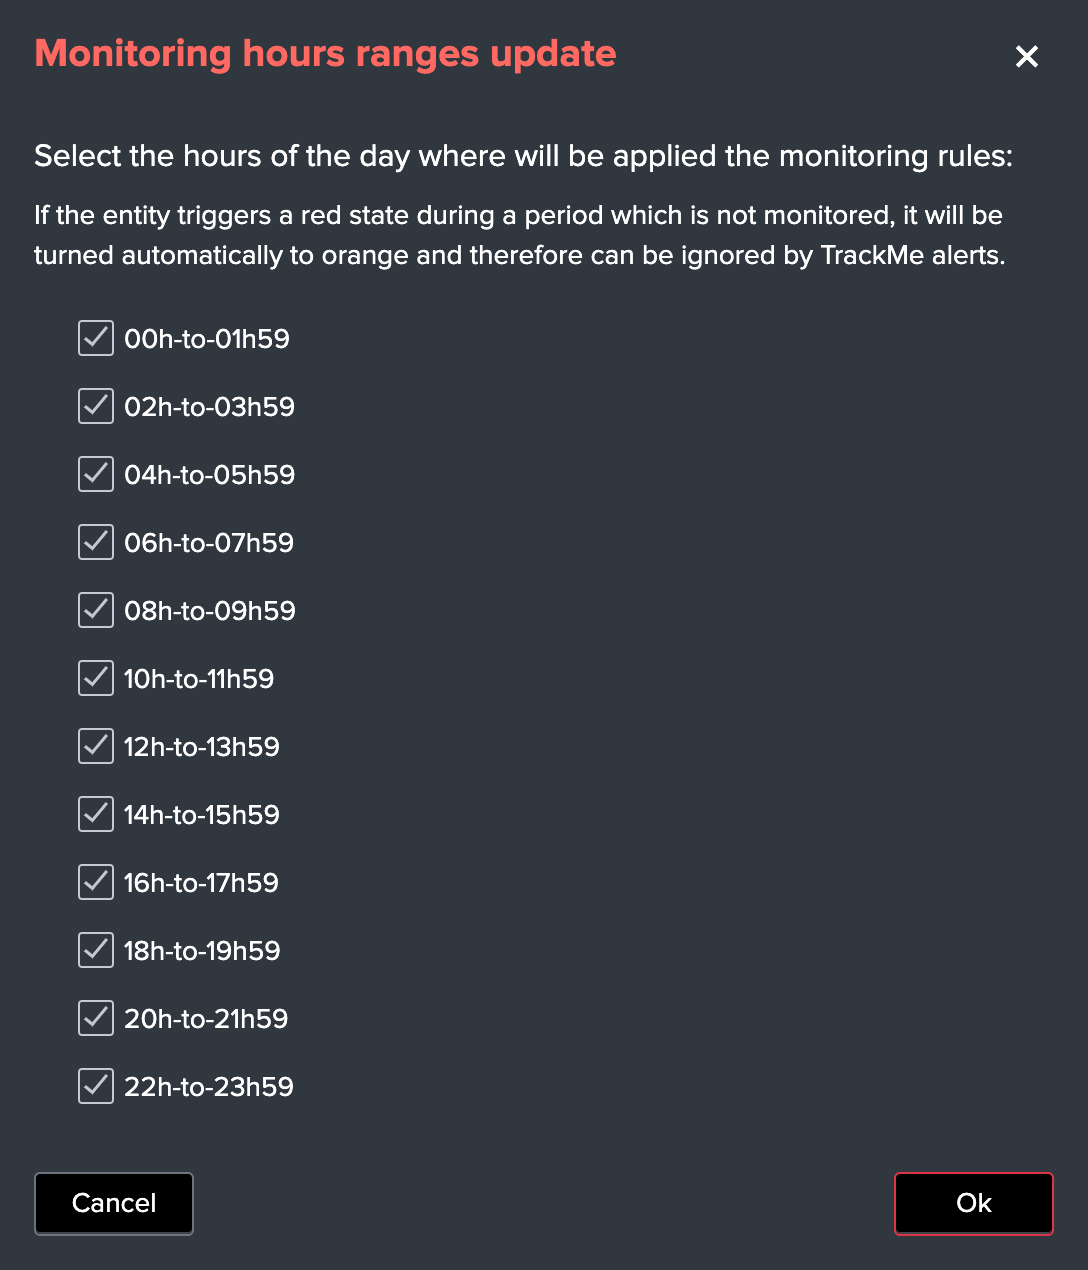 Monitoring hours ranges update
Select the hours of the day where will be applied the monitoring rules:
If the entity triggers a red state during a period which is not monitored, it will be
turned automatically to orange and therefore can be ignored by TrackMe alerts.
00h-to-01h59
02h-to-03h59
04h-to-05h59
06h-to-07h59
08h-to-09h59
10h-to-11h59
12h-to-13h59
14h-to-15h59
16h-to-17h59
18h-to-19h59
20h-to-21h59
22h-to-23h59
Cancel
Ok